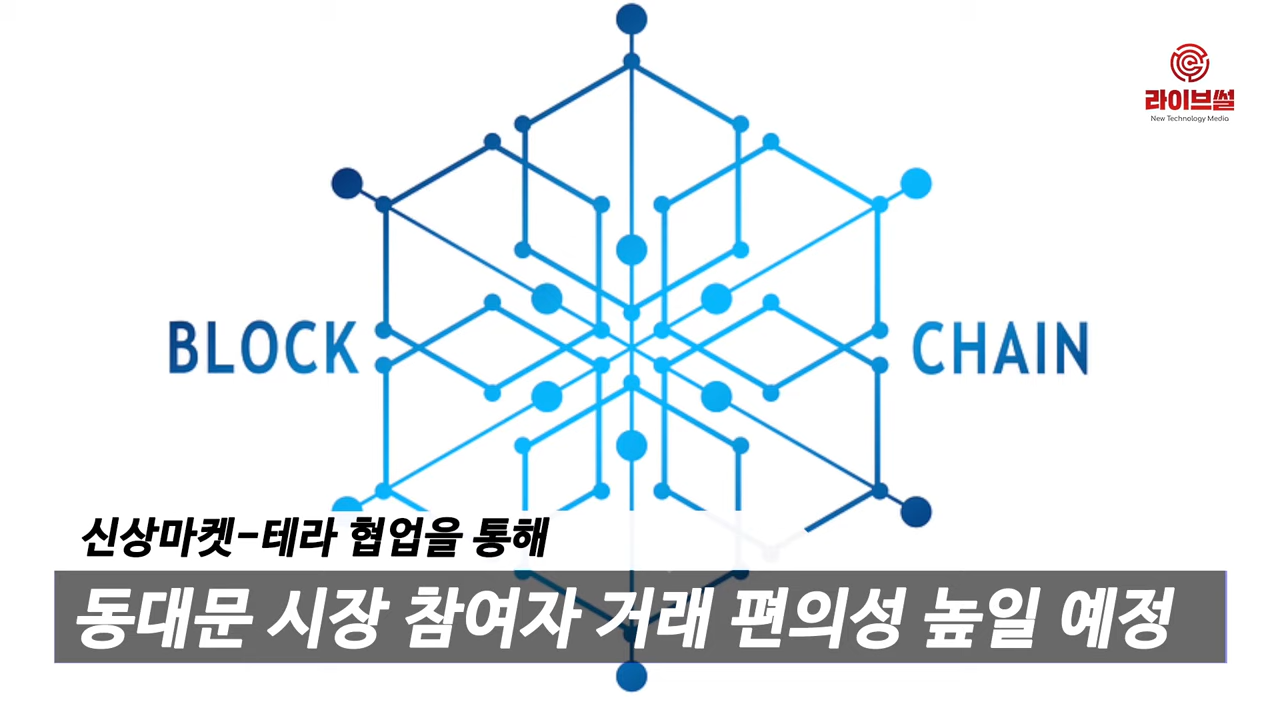 라이브썰
New Technology Media
BLOCK CHAIN
신상마켓-테라 협업을 통해
동대문 시장 참여자 거래 편의성 높일 예정